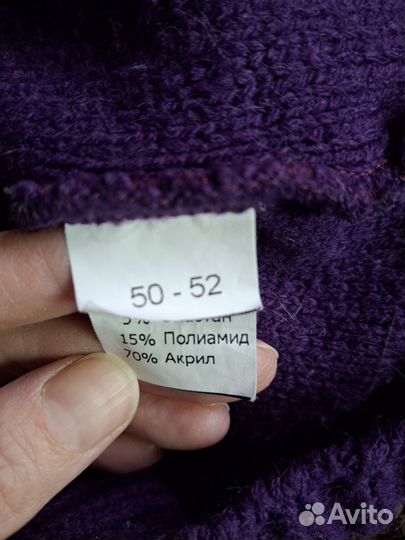 50 - 52
15% Полиамид
70% Акрил
Avito